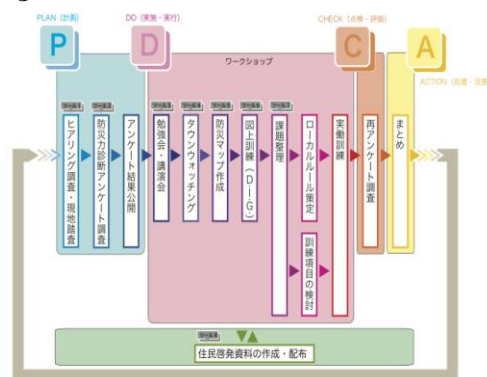 PLAN（計画）
DO（実施・実行）
CHECK（点検・評価）
P
D
C
A
ACTION（処置・改善
ワークショップ
ヒアリング調査・現地踏査
防災力診断アンケート調査
アンケート結果公開
勉強会・講演会
タウンウォッチング
防災マップ作成
図上訓練（DIG）
課題整理
ローカルルール策定
訓練項目の検討
実働訓練
再アンケート調査
まとめ
住民啓発資料の作成・配布